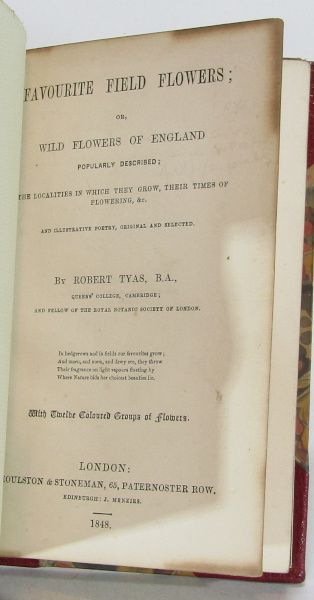 FAVOURITE FIELD FLOWERS;
OR,
WILD FLOWERS OF ENGLAND
POPULARLY DESCRIBED;
THE LOCALITIES IN WHICH THEY GROW, THEIR TIMES OF
FLOWERING, &c.
AND ILLUSTRATIVE POETRY, ORIGINAL AND SELECTED.
BY ROBERT TYAS, B.A.,
QUEENS' COLLEGE, CAMBRIDGE;
AND FELLOW OF THE ROYAL BOTANIC SOCIETY OF LONDON.
In hedgerows and in fields our favourites grow;
And morn, and noon, and dewy eve, they throw
Their fragrance on light vapours floating by
Where Nature bids her choicest beauties lie.
With Twelve Coloured Groups of Flowers.
LONDON:
HOULSTON & STONEMAN, 65, PATERNOSTER ROW.
EDINBURGH: J. MENZIES.
1848.